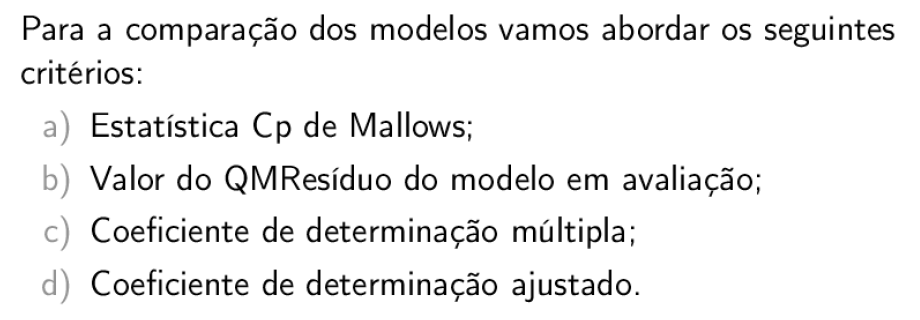 Para a comparação dos modelos vamos abordar os seguintes
critérios:
a) Estatística Cp de Mallows;
b) Valor do QMResíduo do modelo em avaliação;
c) Coeficiente de determinação múltipla;
d) Coeficiente de determinação ajustado.